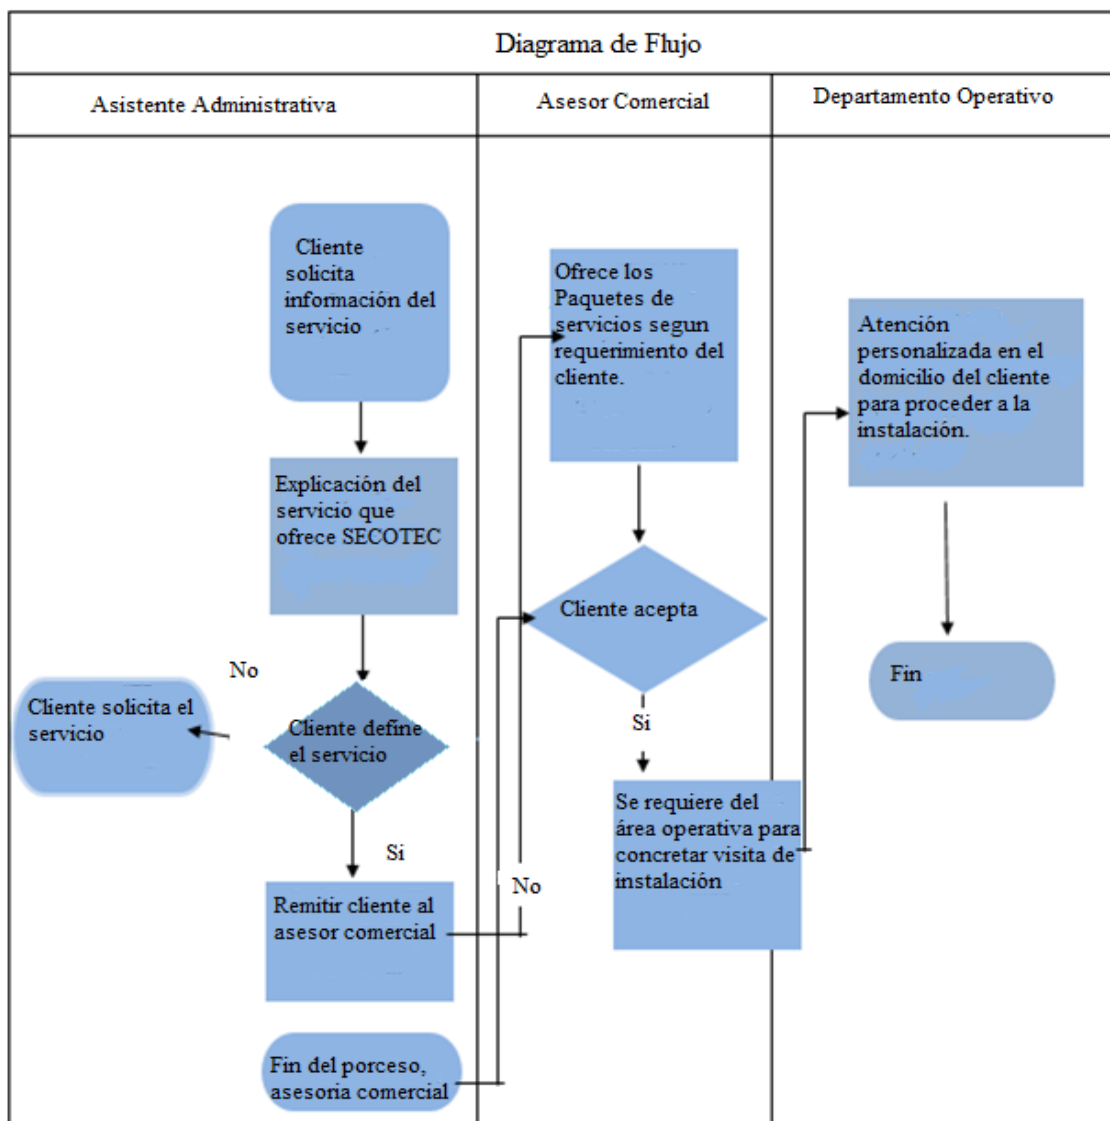 Diagrama de Flujo
Asistente Administrativa
Asesor Comercial
Departamento Operativo
Cliente
solicita
información del
servicio
Explicación del
servicio que
ofrece SECOTEC
No
Cliente solicita el
servicio
Cliente define
el servicio
Si
Remitir cliente al
asesor comercial
Fin del porceso,
asesoria comercial
Ofrece los
Paquetes de
servicios segun
requerimiento del
cliente.
Cliente acepta
No
Si
Se requiere del
área operativa para
concretar visita de
instalación
Atención
personalizada en el
domicilio del cliente
para proceder a la
instalación.
Fin